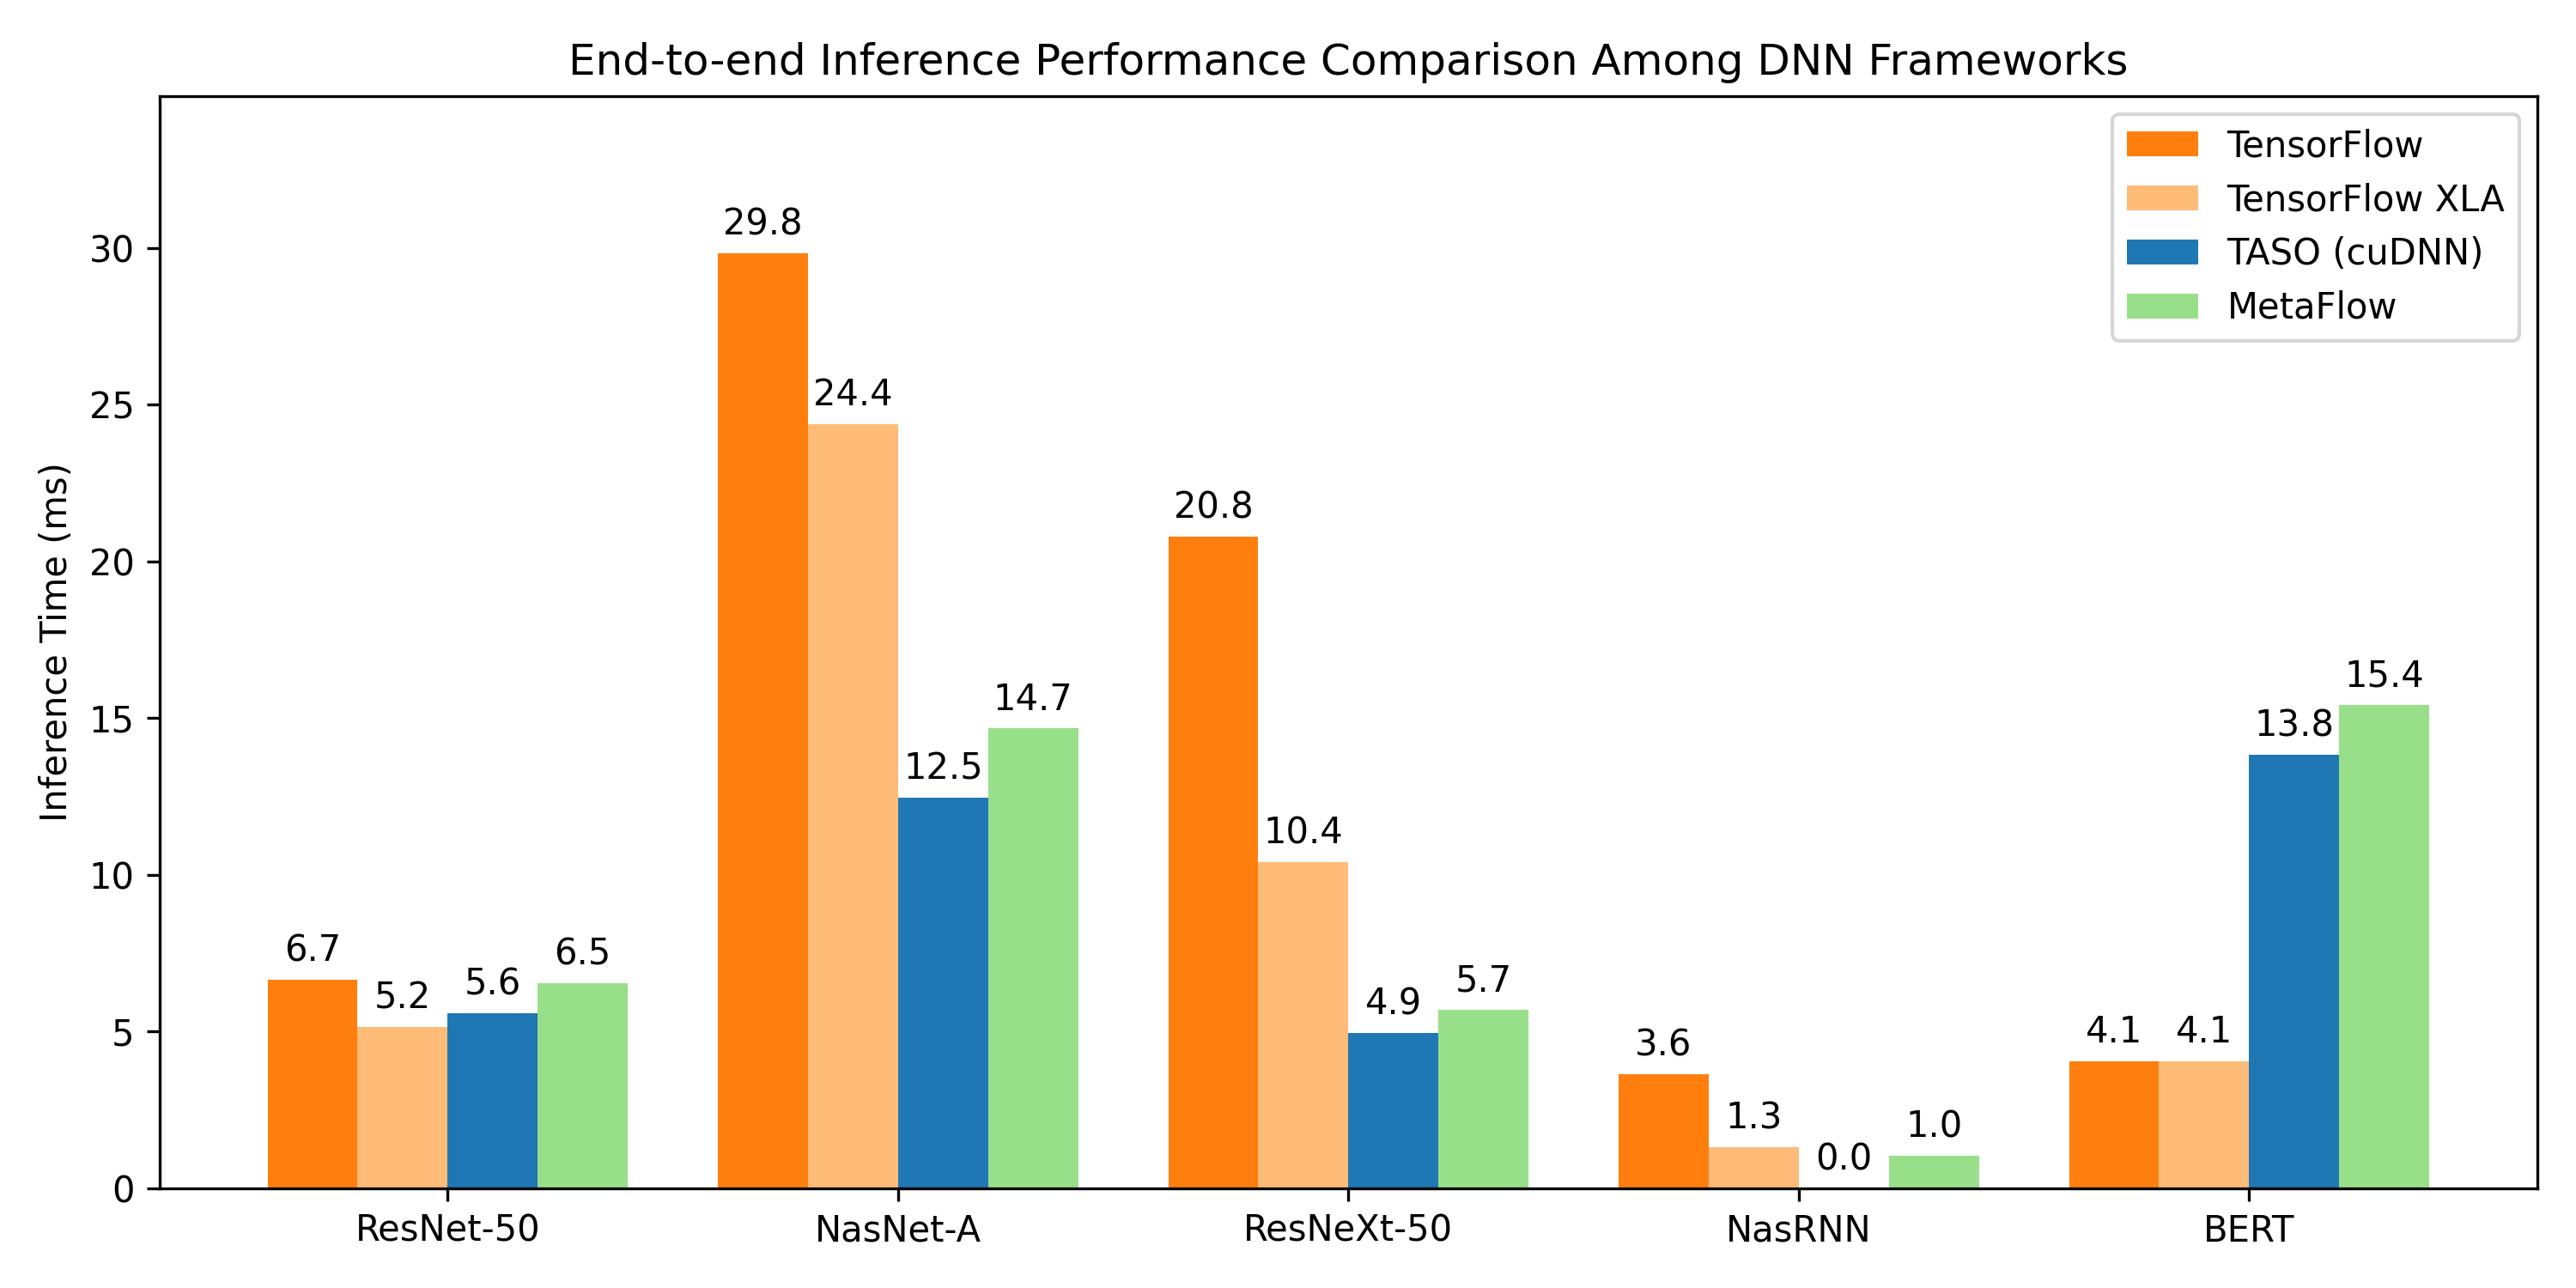 End-to-end Inference Performance Comparison Among DNN Frameworks
TensorFlow
TensorFlow XLA
TASO (cuDNN)
MetaFlow
Inference Time (ms)
30
25
20
15
10
5
0
6.7
5.2
5.6
6.5
29.8
24.4
12.5
14.7
20.8
10.4
4.9
5.7
3.6
1.3
0.0
1.0
4.1
4.1
13.8
15.4
ResNet-50
NasNet-A
ResNeXt-50
NasRNN
BERT